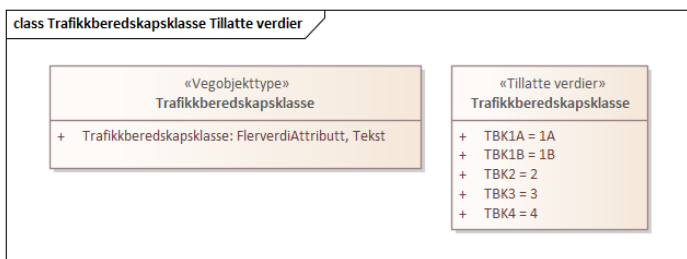 class Trafikkberedskapsklasse Tillatte verdier
«Vegobjekttype»
Trafikkberedskapsklasse
+ Trafikkberedskapsklasse: FlerverdiAttributt, Tekst
«Tillatte verdier»
Trafikkberedskapsklasse
+ TBK1A = 1A
+ TBK1B = 1B
+ TBK2 = 2
+ TBK3 = 3
+ TBK4 = 4